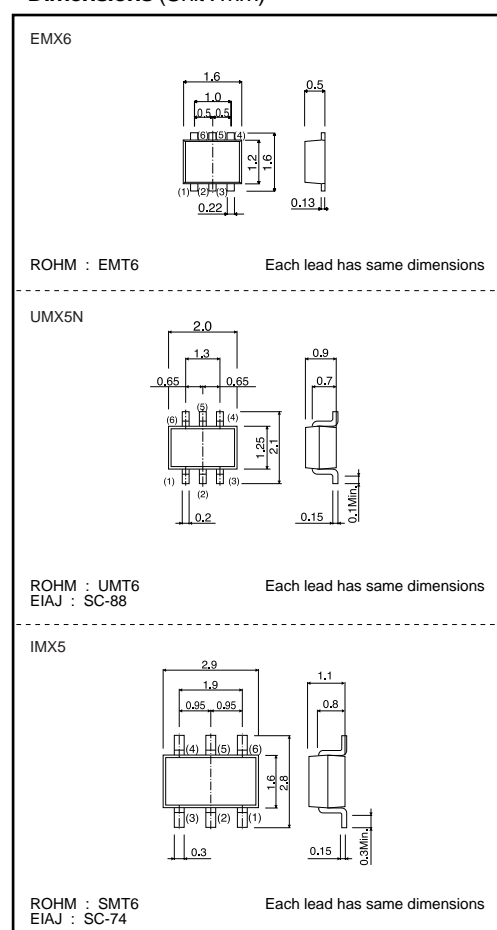 EMX6
1.6
1.0
0.5 0.5
0.5
(6) (5) (4)
1.2
1.6
(1) (2) (3)
0.22
0.13
ROHM : EMT6 Each lead has same dimensions
UMX5N
2.0
1.3
0.65 0.65
0.9
0.7
(6) (5) (4)
1.25
2.1
(1) (2) (3)
0.2
0.15
0.1Min.
ROHM : UMT6 Each lead has same dimensions
EIAJ : SC-88
IMX5
2.9
1.9
0.95 0.95
1.1
0.8
(4) (5) (6)
1.6
2.8
(3) (2) (1)
0.3
0.15
0.3Min.
ROHM : SMT6 Each lead has same dimensions
EIAJ : SC-74